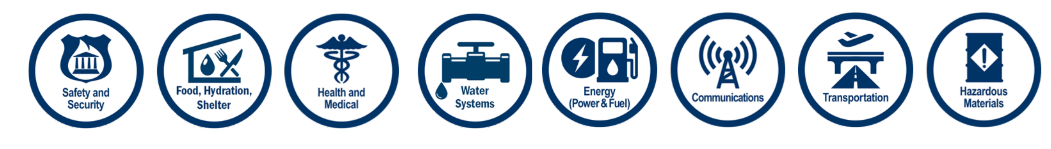 Safety and
Security
Food, Hydration,
Shelter
Health and
Medical
Water
Systems
Energy
(Power & Fuel)
Communications
Transportation
Hazardous
Materials